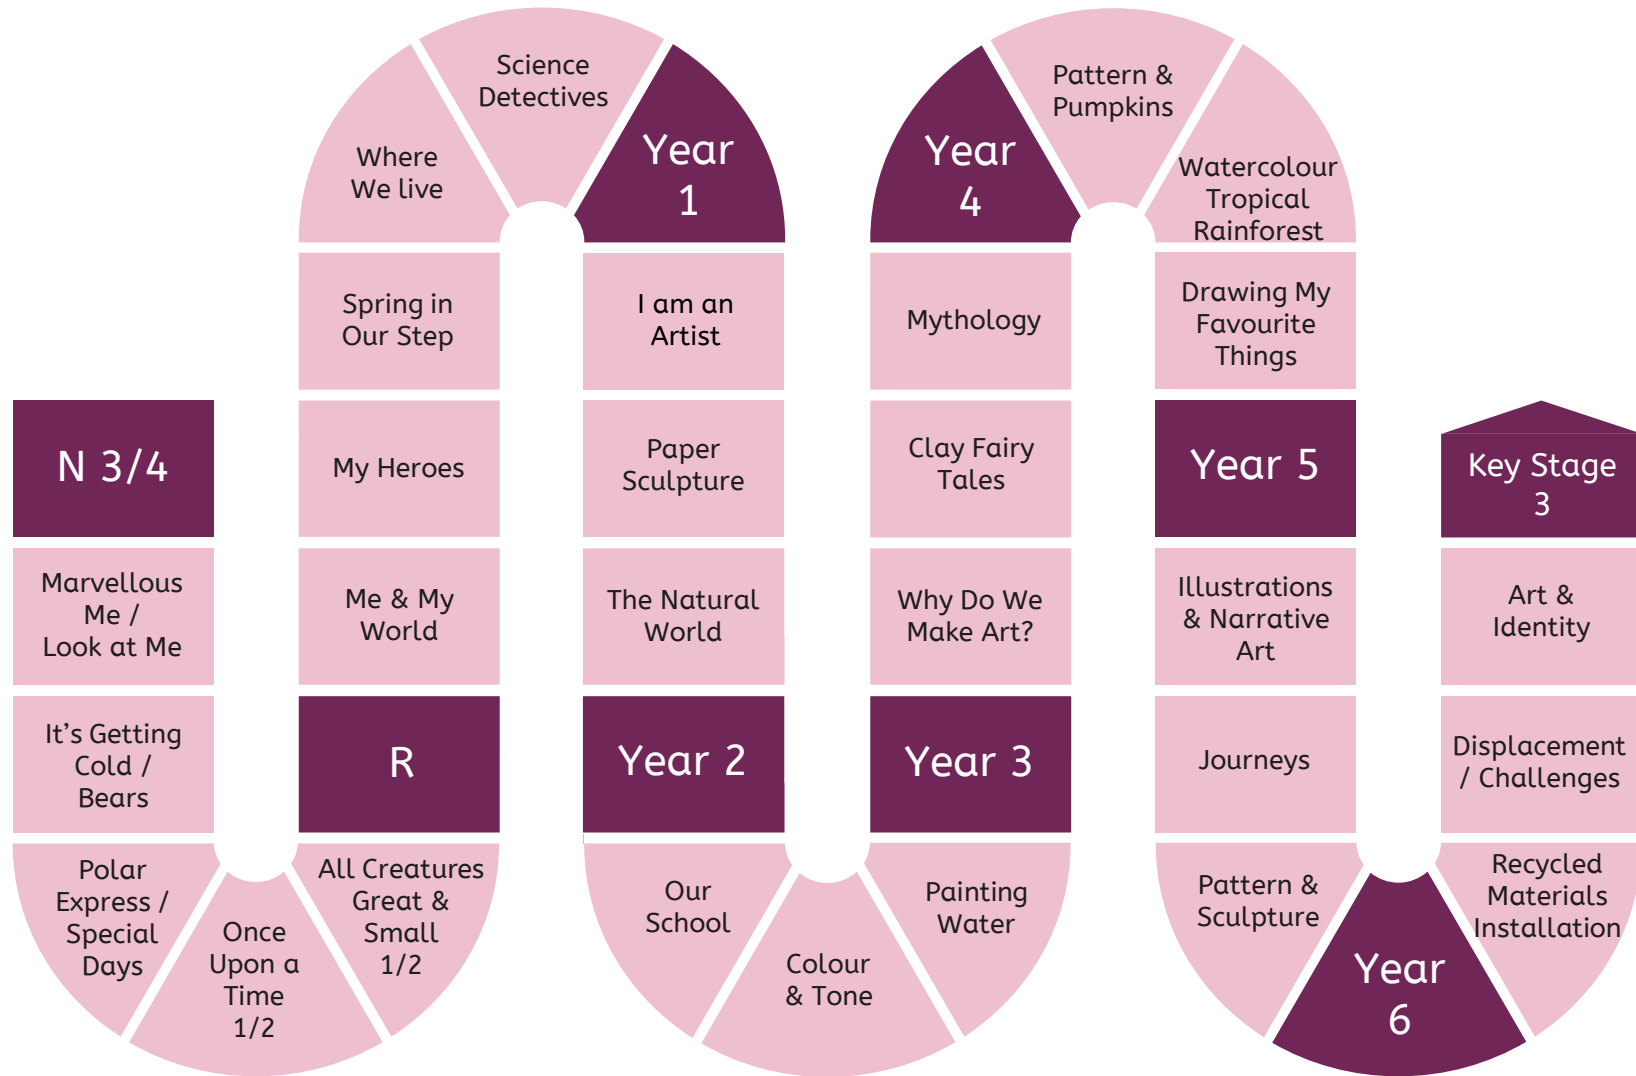 N 3/4
Marvellous
Me /
Look at Me
It’s Getting
Cold /
Bears
Polar
Express /
Special
Days
Once
Upon a
Time
1/2
All Creatures
Great &
Small
1/2
R
Me & My
World
My Heroes
Spring in
Our Step
Where
We live
Science
Detectives
Year
1
I am an
Artist
Paper
Sculpture
The Natural
World
Year 2
Our
School
Colour
& Tone
Painting
Water
Year 3
Why Do We
Make Art?
Clay Fairy
Tales
Mythology
Year
4
Pattern &
Pumpkins
Watercolour
Tropical
Rainforest
Drawing My
Favourite
Things
Year 5
Illustrations
& Narrative
Art
Journeys
Pattern &
Sculpture
Year
6
Recycled
Materials
Installation
Displacement
/ Challenges
Art &
Identity
Key Stage
3